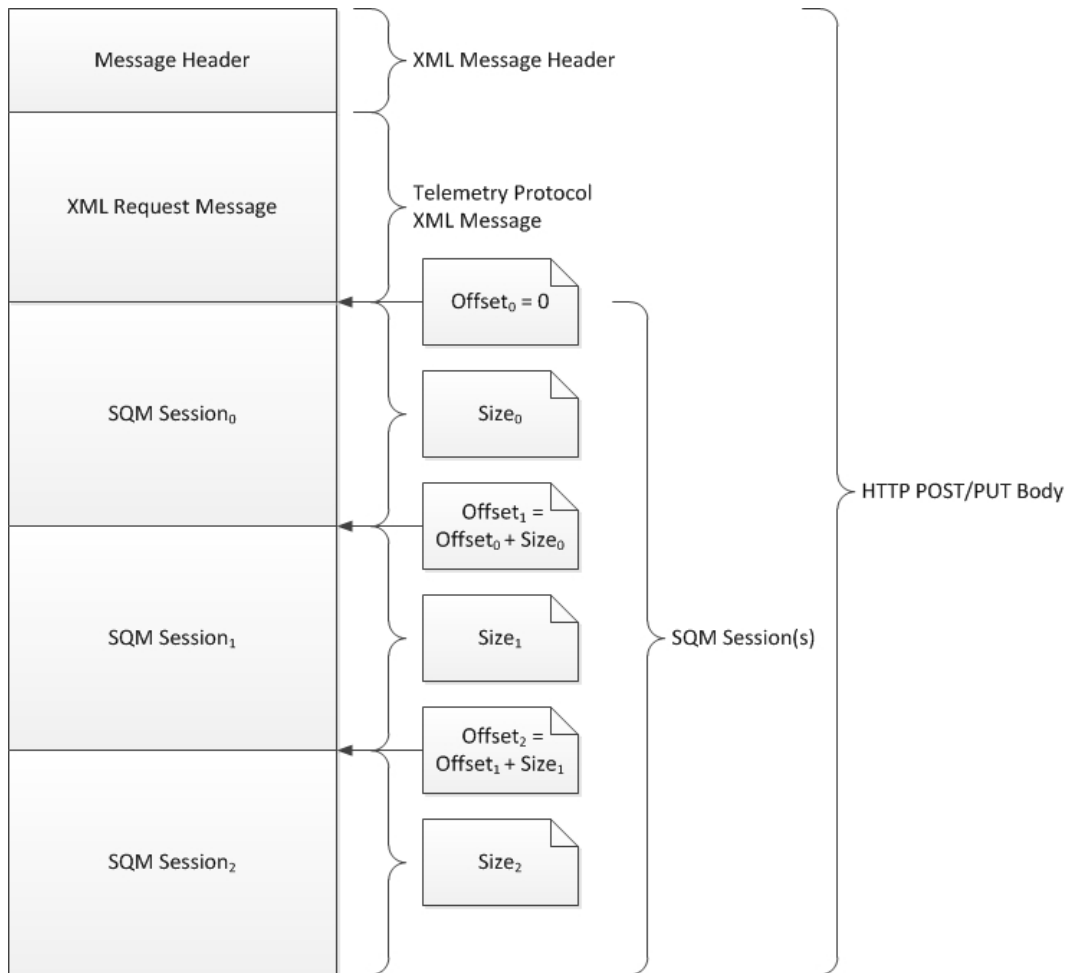 Message Header
XML Message Header
XML Request Message
Telemetry Protocol
XML Message
Offset₀ = 0
SQM Session₀
Size₀
HTTP POST/PUT Body
Offset₁ =
Offset₀ + Size₀
SQM Session₁
Size₁
SQM Session(s)
Offset₂ =
Offset₁ + Size₁
SQM Session₂
Size₂